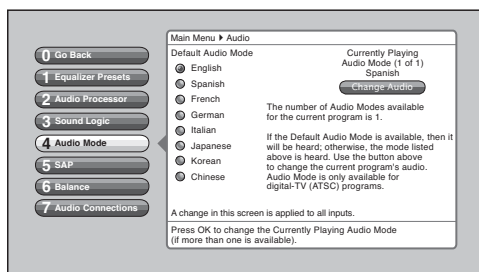 Main Menu ▶ Audio
0 Go Back
1 Equalizer Presets
2 Audio Processor
3 Sound Logic
4 Audio Mode
5 SAP
6 Balance
7 Audio Connections
Default Audio Mode
English
Spanish
French
German
Italian
Japanese
Korean
Chinese
Currently Playing
Audio Mode (1 of 1)
Spanish
Change Audio
The number of Audio Modes available
for the current program is 1.
If the Default Audio Mode is available, then it
will be heard; otherwise, the mode listed
above is heard. Use the button above
to change the current program's audio.
Audio Mode is only available for
digital-TV (ATSC) programs.
A change in this screen is applied to all inputs.
Press OK to change the Currently Playing Audio Mode
(if more than one is available).